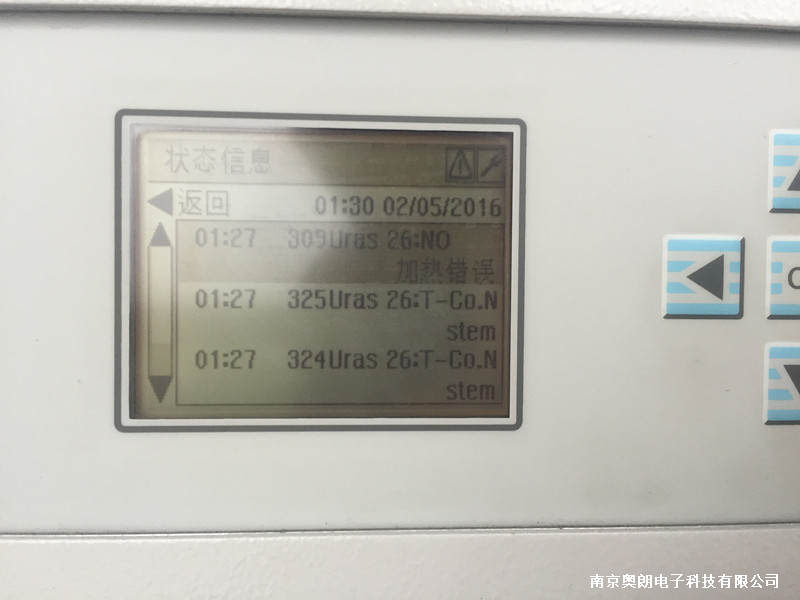 状态信息
返回 01:30 02/05/2016
01:27 309Uras 26:NO
加热错误
01:27 325Uras 26:T-Co.N
stem
01:27 324Uras 26:T-Co.N
stem
南京奥朗电子科技有限公司